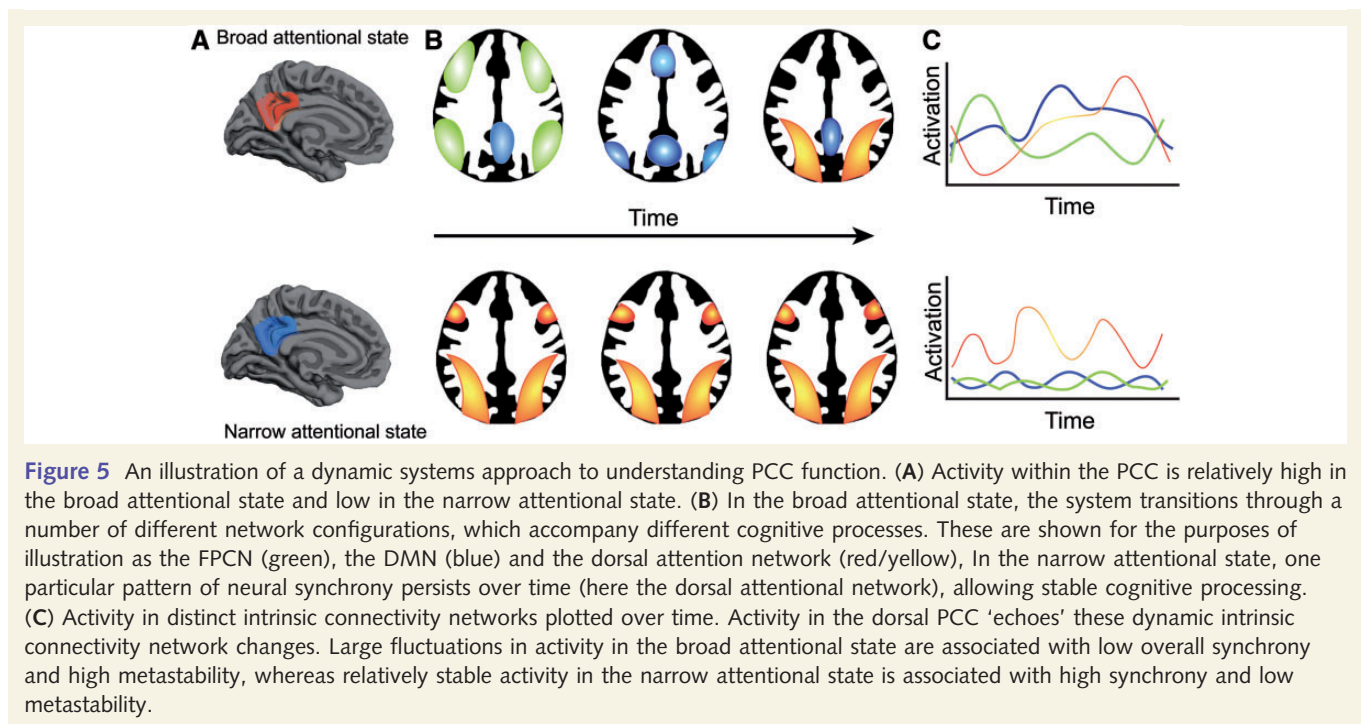 A Broad attentional state
B
C
Activation
Time
Time
Activation
Time
Narrow attentional state
Figure 5 An illustration of a dynamic systems approach to understanding PCC function. (A) Activity within the PCC is relatively high in
the broad attentional state and low in the narrow attentional state. (B) In the broad attentional state, the system transitions through a
number of different network configurations, which accompany different cognitive processes. These are shown for the purposes of
illustration as the FPCN (green), the DMN (blue) and the dorsal attention network (red/yellow), In the narrow attentional state, one
particular pattern of neural synchrony persists over time (here the dorsal attentional network), allowing stable cognitive processing.
(C) Activity in distinct intrinsic connectivity networks plotted over time. Activity in the dorsal PCC ‘echoes’ these dynamic intrinsic
connectivity network changes. Large fluctuations in activity in the broad attentional state are associated with low overall synchrony
and high metastability, whereas relatively stable activity in the narrow attentional state is associated with high synchrony and low
metastability.